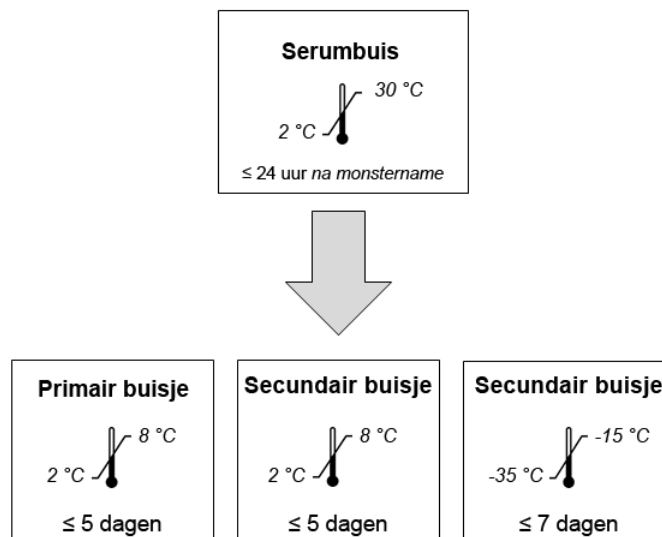 Serumbuis
30 °C
2 °C
≤ 24 uur na monstername
Primair buisje
8 °C
2 °C
≤ 5 dagen
Secundair buisje
8 °C
2 °C
≤ 5 dagen
Secundair buisje
-15 °C
-35 °C
≤ 7 dagen